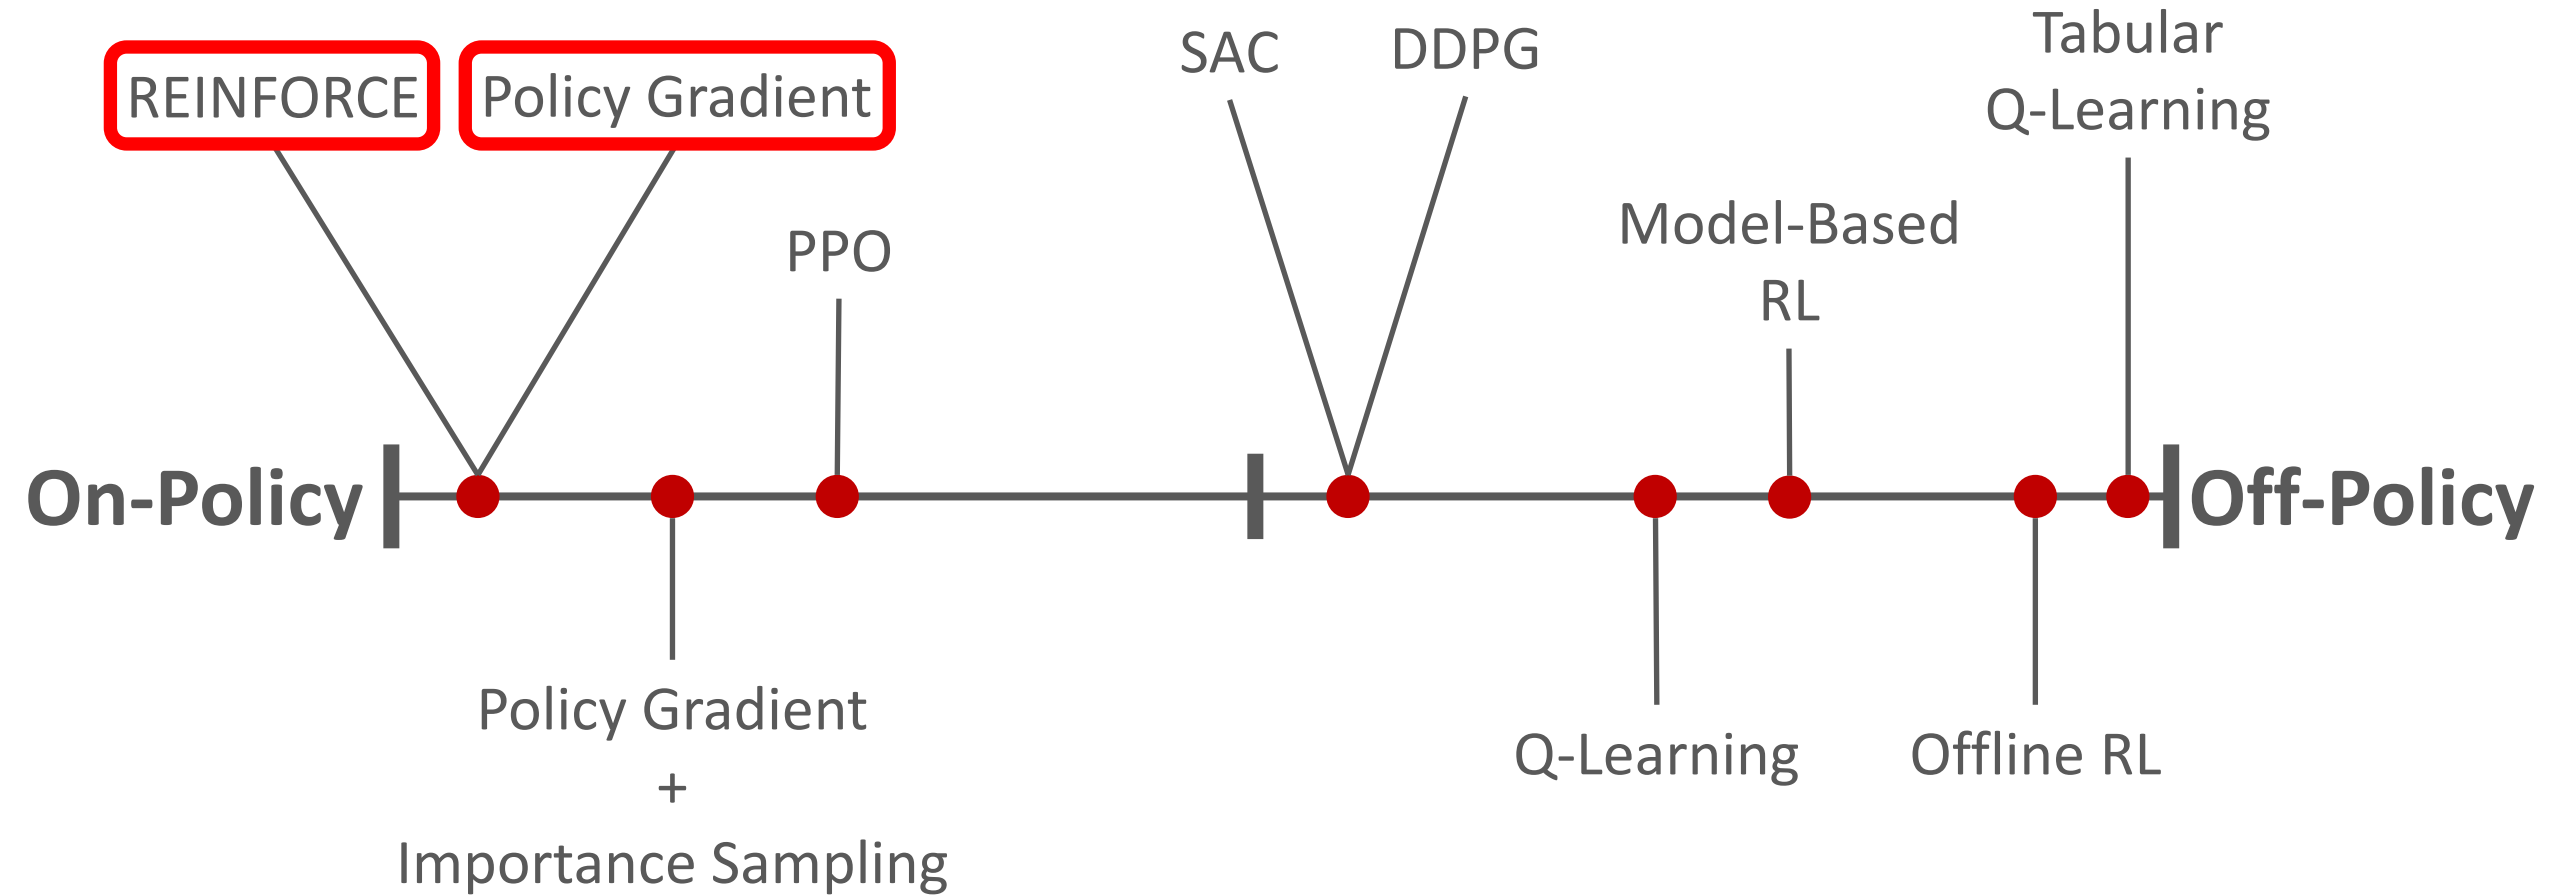 REINFORCE
Policy Gradient
PPO
SAC
DDPG
Tabular
Q-Learning
Model-Based
RL
On-Policy
Off-Policy
Policy Gradient
+
Importance Sampling
Q-Learning
Offline RL